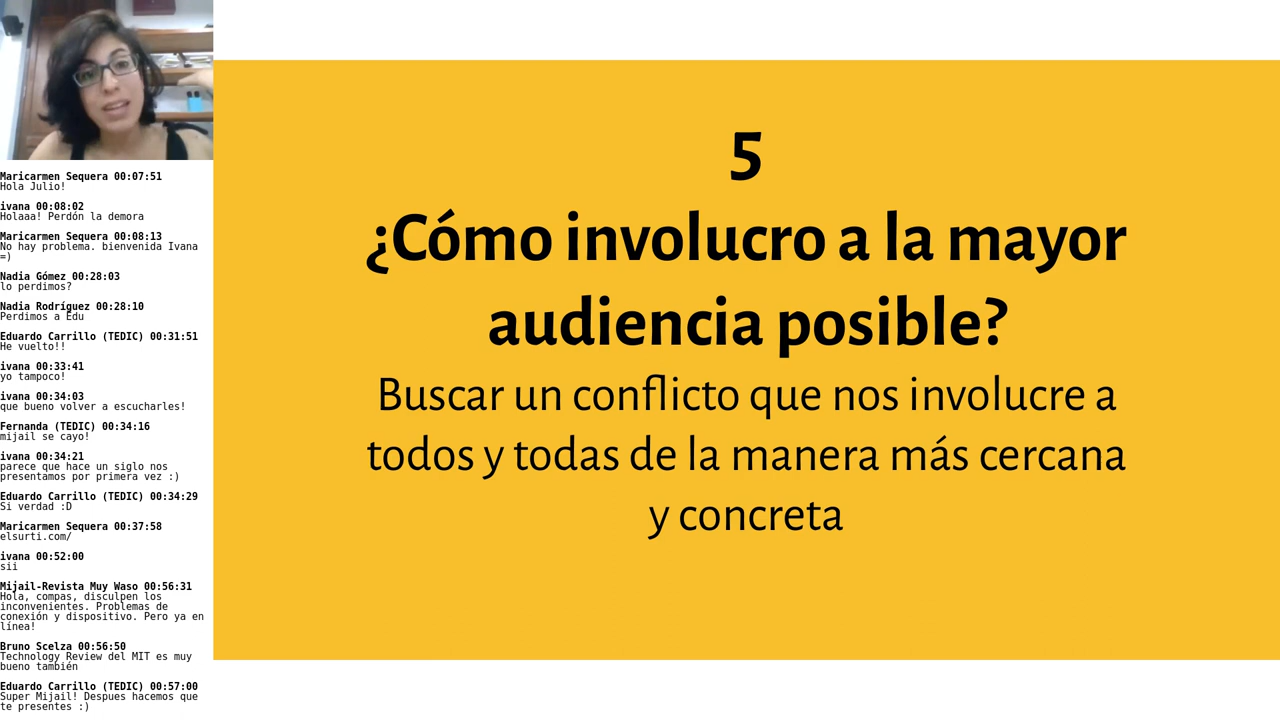 Maricarmen Sequera 00:07:51
Hola Julio!
ivana 00:08:02
Holaaa! Perdón la demora
Maricarmen Sequera 00:08:13
No hay problema. bienvenida Ivana
=)
Nadia Gómez 00:28:03
lo perdimos?
Nadia Rodríguez 00:28:10
Perdimos a Edu
Eduardo Carrillo (TEDIC) 00:31:51
He vuelto!!
ivana 00:33:41
yo tampoco!
ivana 00:34:03
que bueno volver a escucharles!
Fernanda (TEDIC) 00:34:16
mijail se cayo!
ivana 00:34:21
parece que hace un siglo nos
presentamos por primera vez :)
Eduardo Carrillo (TEDIC) 00:34:29
Si verdad :D
Maricarmen Sequera 00:37:58
elsurti.com/
ivana 00:52:00
sii
Mijail-Revista Muy Waso 00:56:31
Hola, compas, disculpen los
inconvenientes. Problemas de
conexión y dispositivo. Pero ya en
línea!
Bruno Scelza 00:56:50
Technology Review del MIT es muy
bueno también
Eduardo Carrillo (TEDIC) 00:57:00
Super Mijail! Despues hacemos que
te presentes :)
5
¿Cómo involucro a la mayor
audiencia posible?
Buscar un conflicto que nos involucre a
todos y todas de la manera más cercana
y concreta